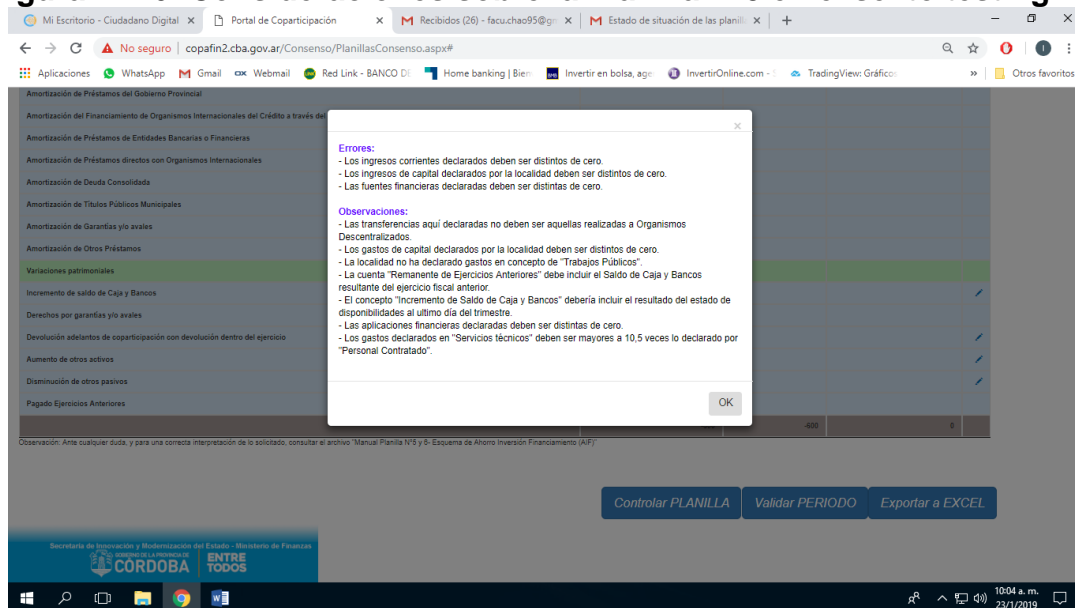 Mi Escritorio - Ciudadano Digital
Portal de Coparticipación
Recibidos (26) - facu.chao95@gm
Estado de situación de las planill
No seguro | copafin2.cba.gov.ar/Consenso/PlanillasConsenso.aspx#
Aplicaciones WhatsApp Gmail Webmail Red Link - BANCO DE Home banking | Bien Invertir en bolsa, age InvertirOnline.com - TradingView: Gráficos » Otros favoritos
Amortización de Préstamos del Gobierno Provincial
Amortización del Financiamiento de Organismos Internacionales del Crédito a través del
Amortización de Préstamos de Entidades Bancarias o Financieras
Amortización de Préstamos directos con Organismos Internacionales
Amortización de Deuda Consolidada
Amortización de Títulos Públicos Municipales
Amortización de Garantías y/o avales
Amortización de Otros Préstamos
Variaciones patrimoniales
Incremento de saldo de Caja y Bancos
Derechos por garantías y/o avales
Devolución adelantos de coparticipación con devolución dentro del ejercicio
Aumento de otros activos
Disminución de otros pasivos
Pagado Ejercicios Anteriores
×
Errores:
- Los ingresos corrientes declarados deben ser distintos de cero.
- Los ingresos de capital declarados por la localidad deben ser distintos de cero.
- Las fuentes financieras declaradas deben ser distintas de cero.
Observaciones:
- Las transferencias aquí declaradas no deben ser aquellas realizadas a Organismos
Descentralizados.
- Los gastos de capital declarados por la localidad deben ser distintos de cero.
- La localidad no ha declarado gastos en concepto de "Trabajos Públicos".
- La cuenta "Remanente de Ejercicios Anteriores" debe incluir el Saldo de Caja y Bancos
resultante del ejercicio fiscal anterior.
- El concepto "Incremento de Saldo de Caja y Bancos" debería incluir el resultado del estado de
disponibilidades al ultimo día del trimestre.
- Las aplicaciones financieras declaradas deben ser distintas de cero.
- Los gastos declarados en "Servicios técnicos" deben ser mayores a 10,5 veces lo declarado por
"Personal Contratado".
OK
-600 0
Observación: Ante cualquier duda, y para una correcta interpretación de lo solicitado, consultar el archivo "Manual Planilla N°5 y 6- Esquema de Ahorro Inversión Financiamiento (AIF)"
Controlar PLANILLA Validar PERIODO Exportar a EXCEL
Secretaría de Innovación y Modernización del Estado - Ministerio de Finanzas
GOBIERNO DE LA PROVINCIA DE
CÓRDOBA
ENTRE
TODOS
10:04 a. m.
23/1/2019